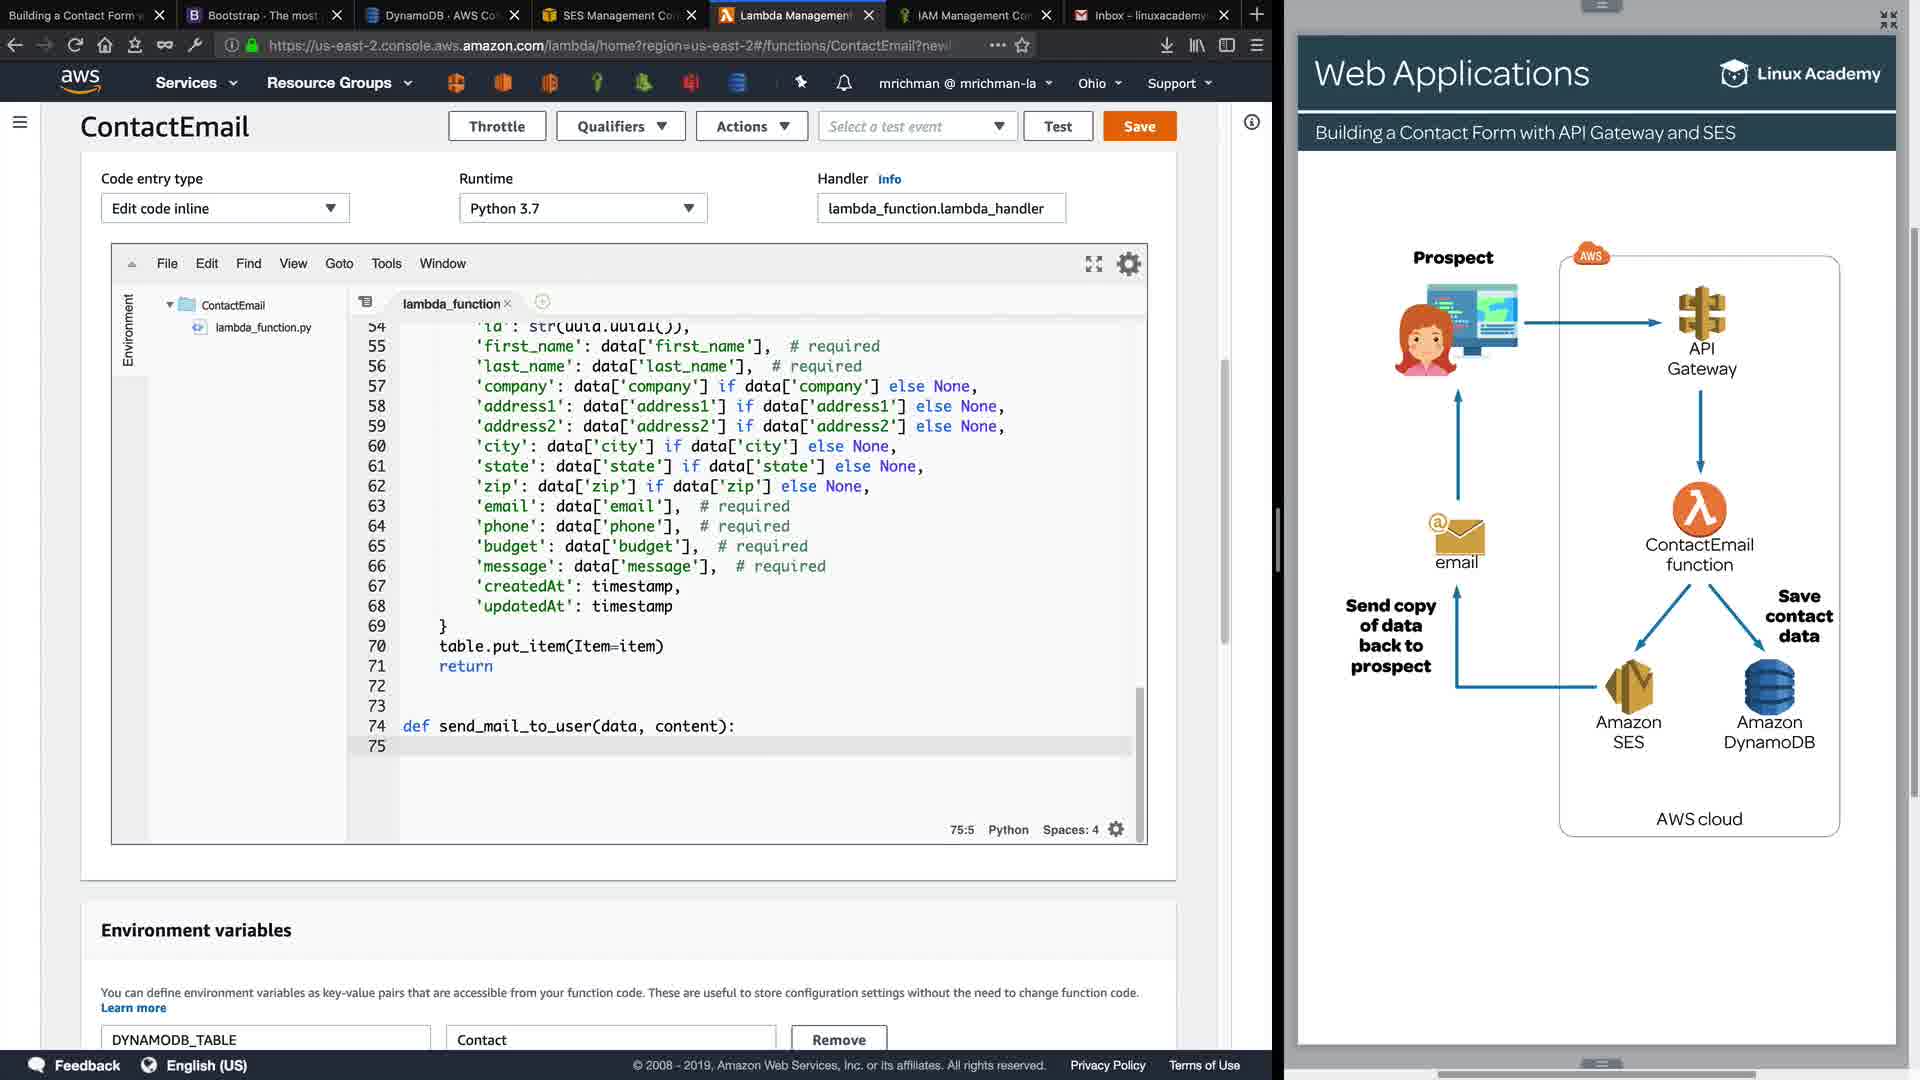 Building a Contact Form w
Bootstrap · The most
DynamoDB · AWS Co
SES Management Con
Lambda Management
IAM Management Con
Inbox – linuxacademy
https://us-east-2.console.aws.amazon.com/lambda/home?region=us-east-2#/functions/ContactEmail?new
aws
Services
Resource Groups
mrichman @ mrichman-la
Ohio
Support
ContactEmail
Throttle
Qualifiers
Actions
Select a test event
Test
Save
Code entry type
Runtime
Handler Info
Edit code inline
Python 3.7
lambda_function.lambda_handler
File Edit Find View Goto Tools Window
Environment
ContactEmail
lambda_function.py
lambda_function
54 'id': str(uuid.uuid1()),
55 'first_name': data['first_name'], # required
56 'last_name': data['last_name'], # required
57 'company': data['company'] if data['company'] else None,
58 'address1': data['address1'] if data['address1'] else None,
59 'address2': data['address2'] if data['address2'] else None,
60 'city': data['city'] if data['city'] else None,
61 'state': data['state'] if data['state'] else None,
62 'zip': data['zip'] if data['zip'] else None,
63 'email': data['email'], # required
64 'phone': data['phone'], # required
65 'budget': data['budget'], # required
66 'message': data['message'], # required
67 'createdAt': timestamp,
68 'updatedAt': timestamp
69 }
70 table.put_item(Item=item)
71 return
72
73
74 def send_mail_to_user(data, content):
75
75:5 Python Spaces: 4
Environment variables
You can define environment variables as key-value pairs that are accessible from your function code. These are useful to store configuration settings without the need to change function code.
Learn more
DYNAMODB_TABLE
Contact
Remove
Feedback
English (US)
© 2008 - 2019, Amazon Web Services, Inc. or its affiliates. All rights reserved.
Privacy Policy
Terms of Use
Web Applications
Linux Academy
Building a Contact Form with API Gateway and SES
Prospect
AWS
API
Gateway
ContactEmail
function
email
Send copy
of data
back to
prospect
Save
contact
data
Amazon
SES
Amazon
DynamoDB
AWS cloud